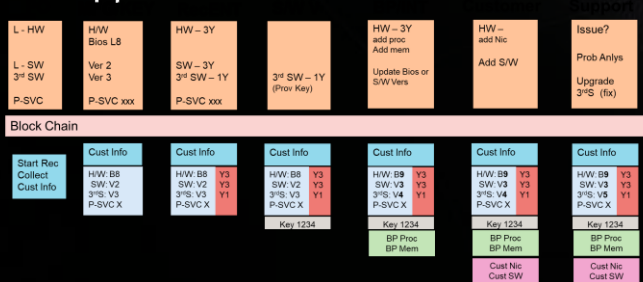 Support
L - HW
L - SW
3rd SW
P-SVC
H/W
Bios L8
Ver 2
Ver 3
P-SVC xxx
HW – 3Y
SW – 3Y
3rd SW – 1Y
P-SVC xxx
3rd SW – 1Y
(Prov Key)
HW – 3Y
add proc
Add mem
Update Bios or
S/W Vers
HW –
add Nic
Add S/W
Issue?
Prob Anlys
Upgrade
3rdS (fix)
Block Chain
Start Rec
Collect
Cust Info
Cust Info
H/W: B8
SW: V2
3rdS: V3
P-SVC X
Cust Info
H/W: B8 Y3
SW: V2 Y3
3rdS: V3 Y1
P-SVC X
Cust Info
H/W: B8 Y3
SW: V2 Y3
3rdS: V3 Y1
P-SVC X
Key 1234
Cust Info
H/W: B9 Y3
SW: V3 Y3
3rdS: V4 Y1
P-SVC X
Key 1234
BP Proc
BP Mem
Cust Info
H/W: B9 Y3
SW: V3 Y3
3rdS: V4 Y1
P-SVC X
Key 1234
BP Proc
BP Mem
Cust Nic
Cust SW
Cust Info
H/W: B9 Y3
SW: V3 Y3
3rdS: V5 Y1
P-SVC X
Key 1234
BP Proc
BP Mem
Cust Nic
Cust SW